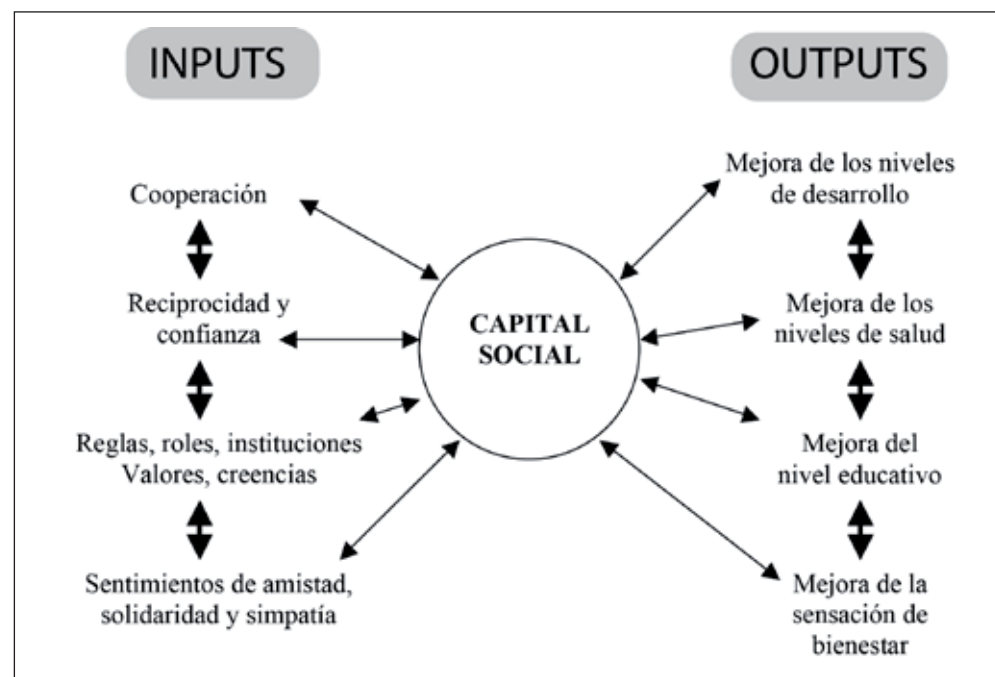 INPUTS
OUTPUTS
Cooperación
Reciprocidad y
confianza
Reglas, roles, instituciones
Valores, creencias
Sentimientos de amistad,
solidaridad y simpatía
CAPITAL
SOCIAL
Mejora de los niveles
de desarrollo
Mejora de los
niveles de salud
Mejora del
nivel educativo
Mejora de la
sensación de
bienestar